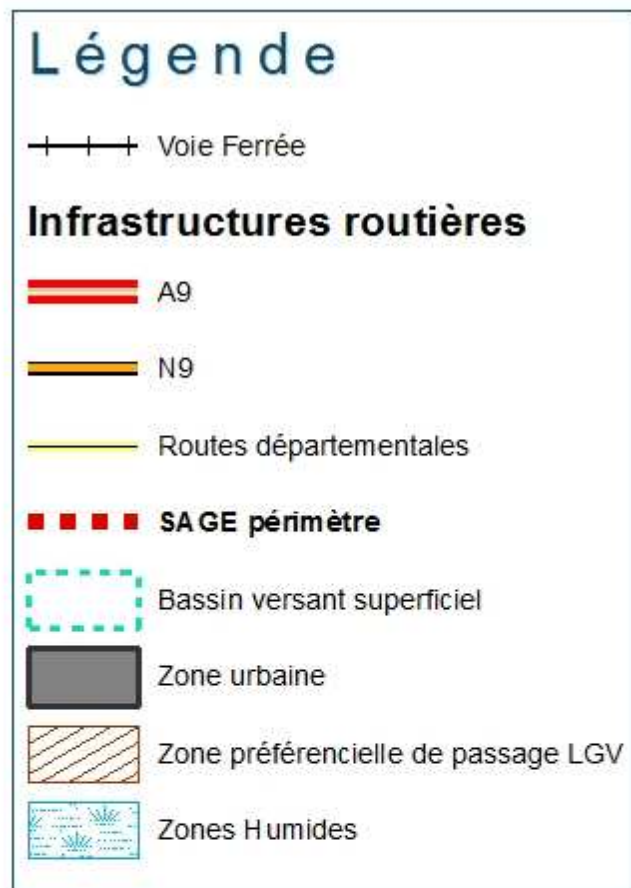 Légende
Voie Ferrée
Infrastructures routières
A9
N9
Routes départementales
SAGE périmètre
Bassin versant superficiel
Zone urbaine
Zone préférencielle de passage LGV
Zones Humides